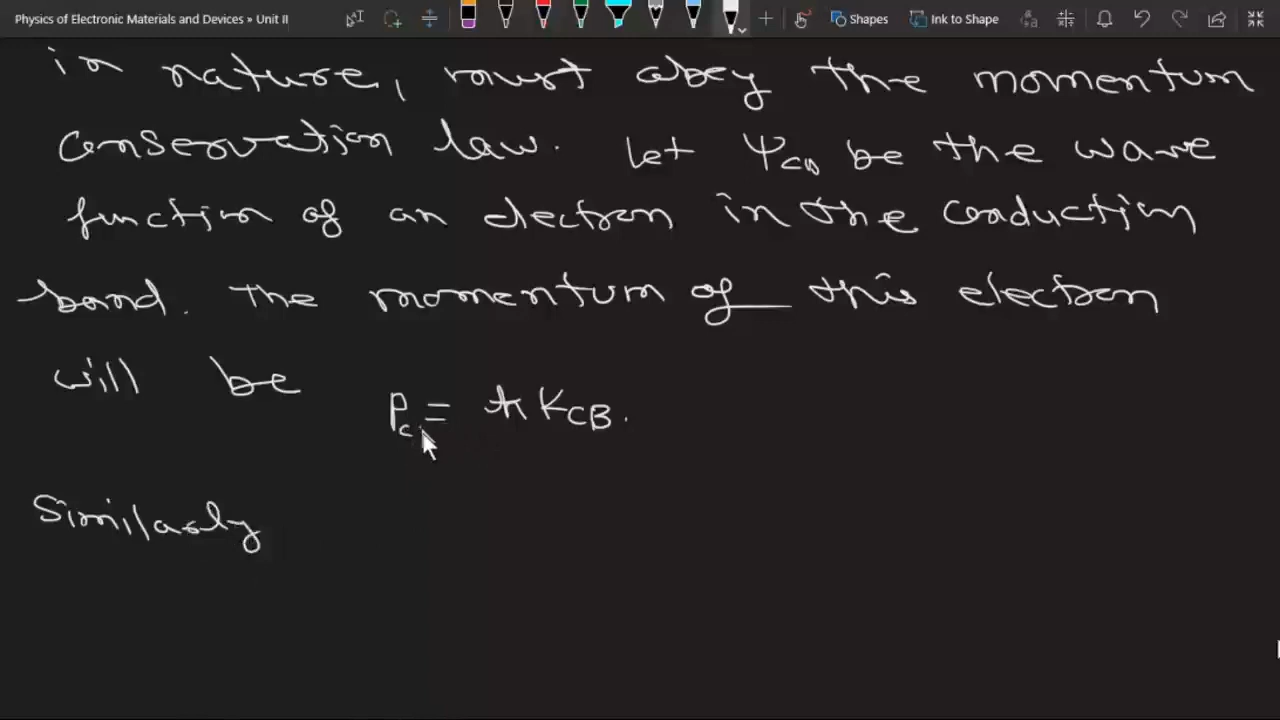 Physics of Electronic Materials and Devices » Unit II
Shapes
Ink to Shape
in nature, must obey the momentum
conservation law. Let Ψ_CB be the wave
function of an electron in the conduction
band. The momentum of this electron
will be
P_c = ħ K_CB.
Similarly